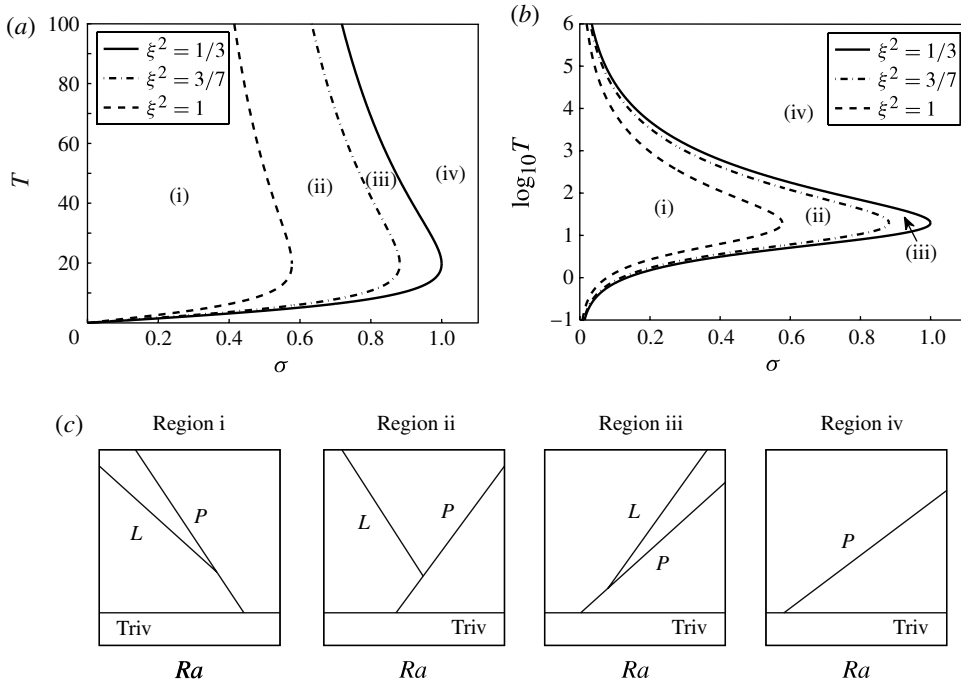 (a)
100
80
60
40
20
0
T
ξ² = 1/3
ξ² = 3/7
ξ² = 1
(i)
(ii)
(iii)
(iv)
0.2
0.4
0.6
0.8
1.0
σ
(b)
6
5
4
3
2
1
0
−1
log₁₀T
ξ² = 1/3
ξ² = 3/7
ξ² = 1
(iv)
(i)
(ii)
(iii)
0
0.2
0.4
0.6
0.8
1.0
σ
(c)
Region i
Region ii
Region iii
Region iv
L
P
Triv
Ra
L
P
Triv
Ra
L
P
Triv
Ra
P
Triv
Ra